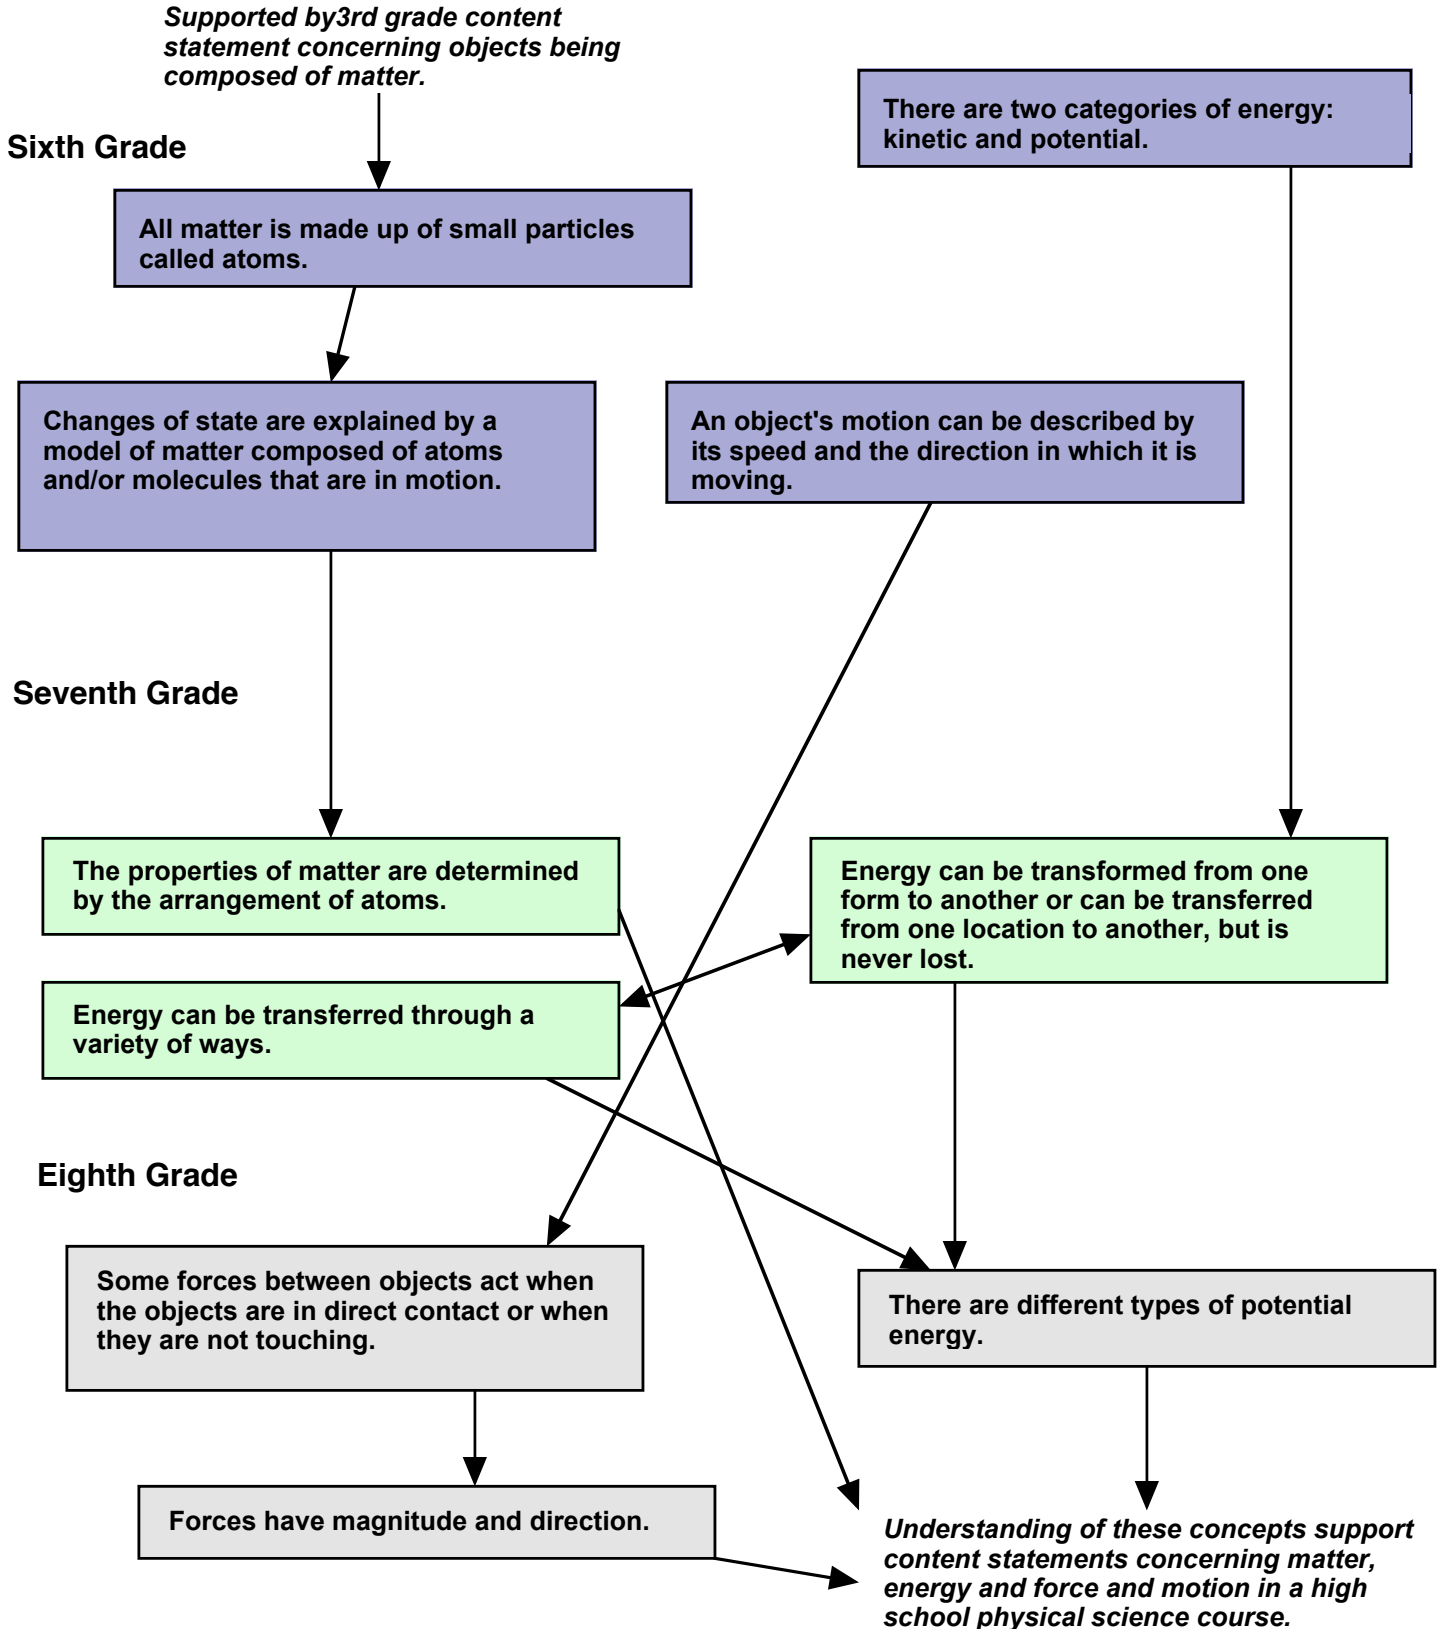 Supported by3rd grade content
statement concerning objects being
composed of matter.
There are two categories of energy:
kinetic and potential.
Sixth Grade
All matter is made up of small particles
called atoms.
Changes of state are explained by a
model of matter composed of atoms
and/or molecules that are in motion.
An object's motion can be described by
its speed and the direction in which it is
moving.
Seventh Grade
The properties of matter are determined
by the arrangement of atoms.
Energy can be transformed from one
form to another or can be transferred
from one location to another, but is
never lost.
Energy can be transferred through a
variety of ways.
Eighth Grade
Some forces between objects act when
the objects are in direct contact or when
they are not touching.
There are different types of potential
energy.
Forces have magnitude and direction.
Understanding of these concepts support
content statements concerning matter,
energy and force and motion in a high
school physical science course.